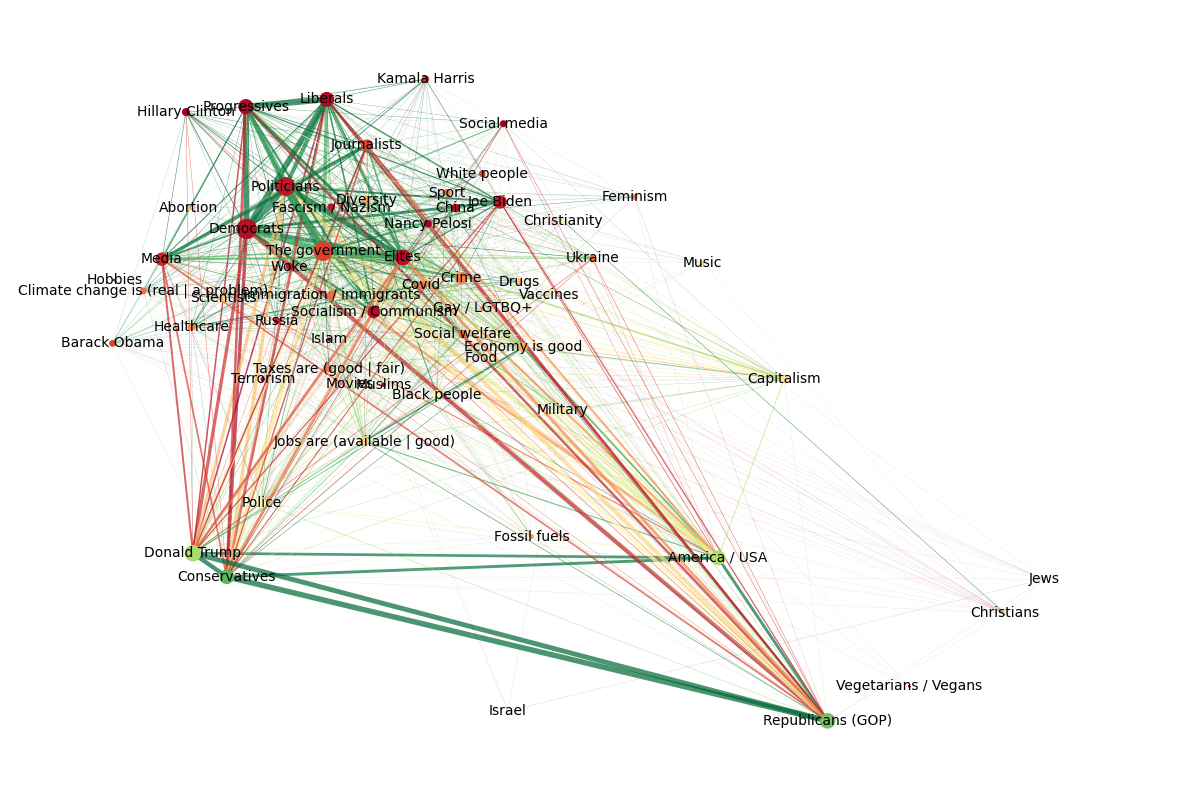 Kamala Harris
Liberals
Progressives
Hillary Clinton
Social media
Journalists
White people
Politicians
Sport
Feminism
Diversity
Joe Biden
Abortion
Fascism / Nazism
China
Christianity
Nancy Pelosi
Democrats
The government
Elites
Media
Ukraine
Music
Woke
Hobbies
Crime
Drugs
Covid
Climate change is (real | a problem)
Scientists
Immigration / Immigrants
Vaccines
Gay / LGTBQ+
Socialism / Communism
Russia
Healthcare
Social welfare
Islam
Barack Obama
Economy is good
Food
Taxes are (good | fair)
Terrorism
Capitalism
Movies
Muslims
Black people
Military
Jobs are (available | good)
Police
Fossil fuels
Donald Trump
America / USA
Conservatives
Jews
Christians
Vegetarians / Vegans
Israel
Republicans (GOP)